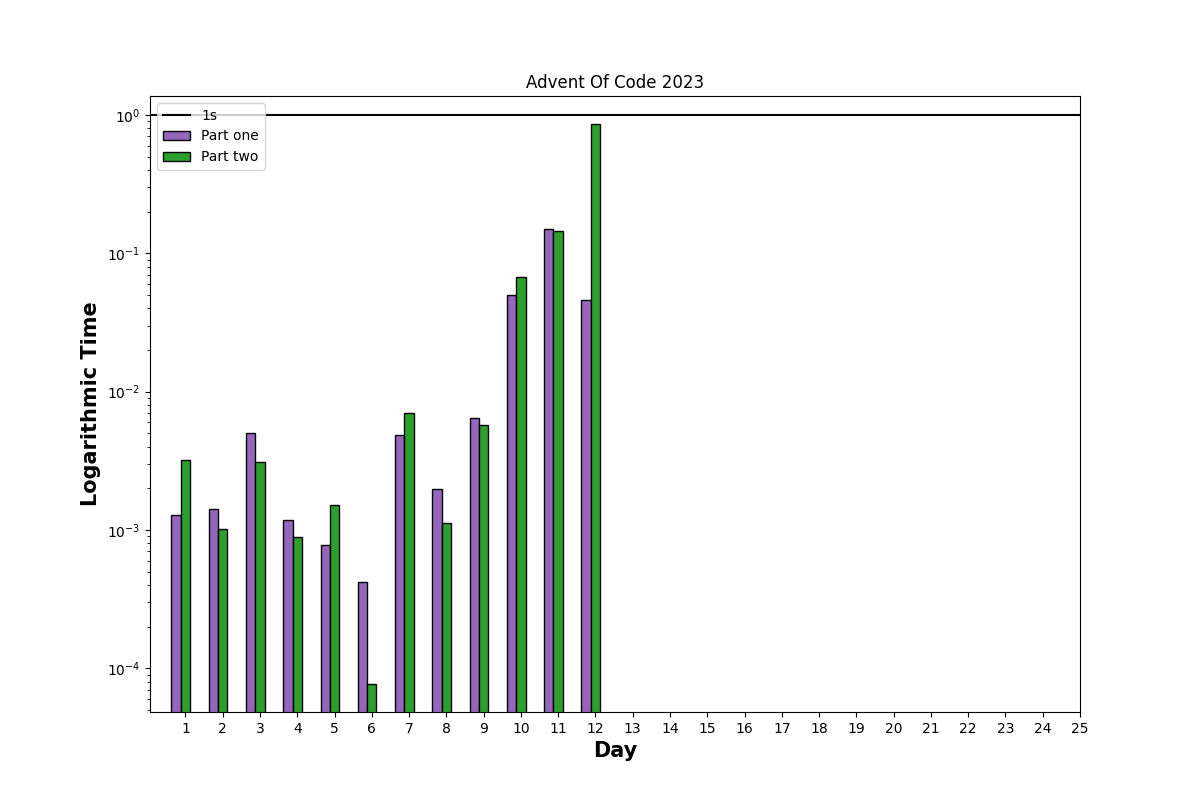 Advent Of Code 2023
10⁰
10⁻¹
10⁻²
10⁻³
10⁻⁴
Logarithmic Time
1s
Part one
Part two
1 2 3 4 5 6 7 8 9 10 11 12 13 14 15 16 17 18 19 20 21 22 23 24 25
Day